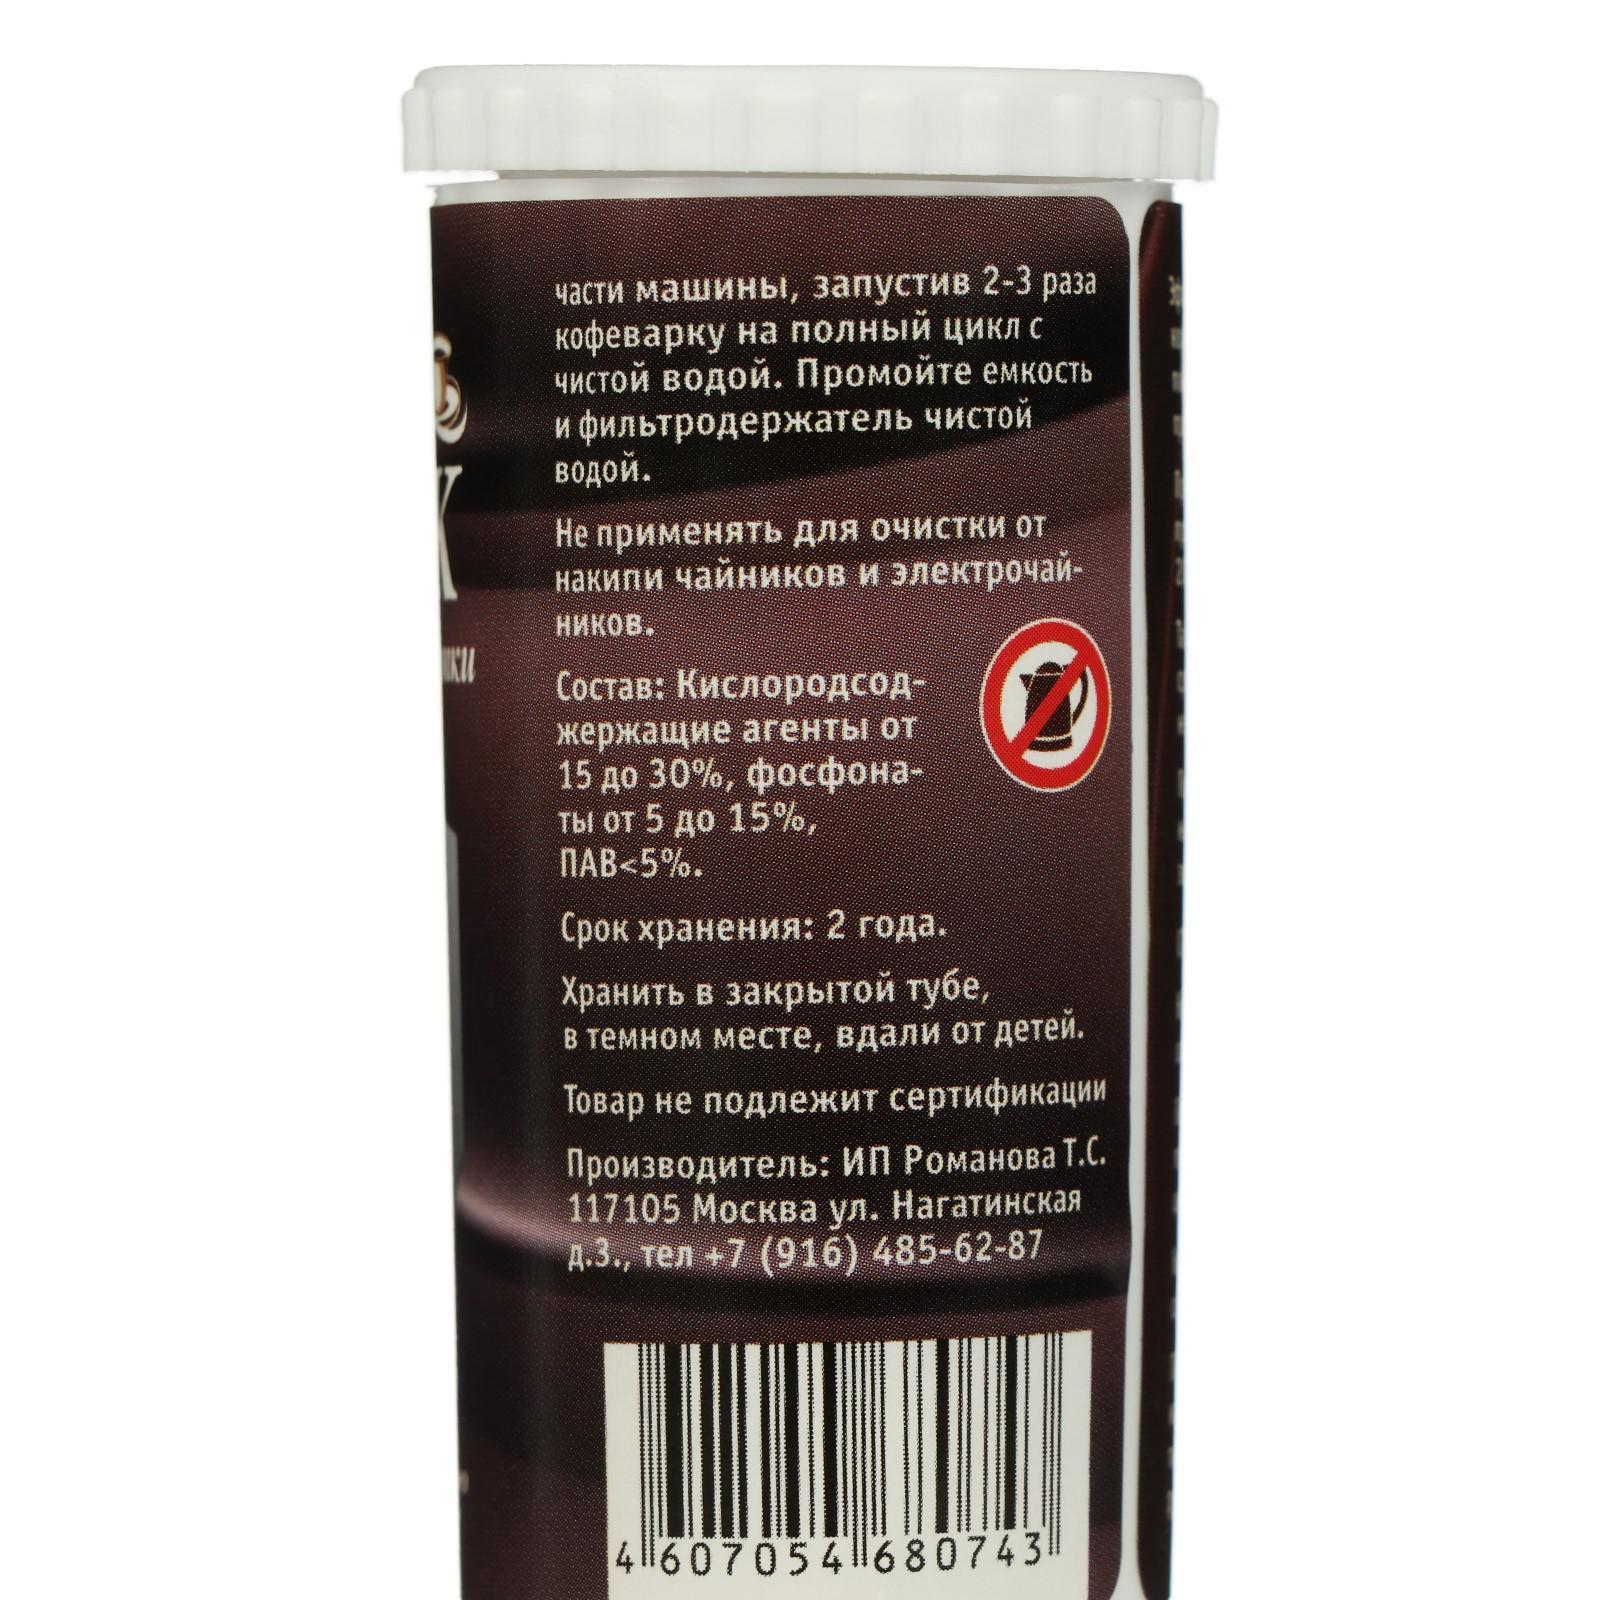 части машины, запустив 2-3 раза
кофеварку на полный цикл с
чистой водой. Промойте емкость
и фильтродержатель чистой
водой.
Не применять для очистки от
накипи чайников и электрочай-
ников.
Состав: Кислородсод-
жержащие агенты от
15 до 30%, фосфона-
ты от 5 до 15%,
ПАВ<5%.
Срок хранения: 2 года.
Хранить в закрытой тубе,
в темном месте, вдали от детей.
Товар не подлежит сертификации
Производитель: ИП Романова Т.С.
117105 Москва ул. Нагатинская
д.3., тел +7 (916) 485-62-87
4 607054 680743